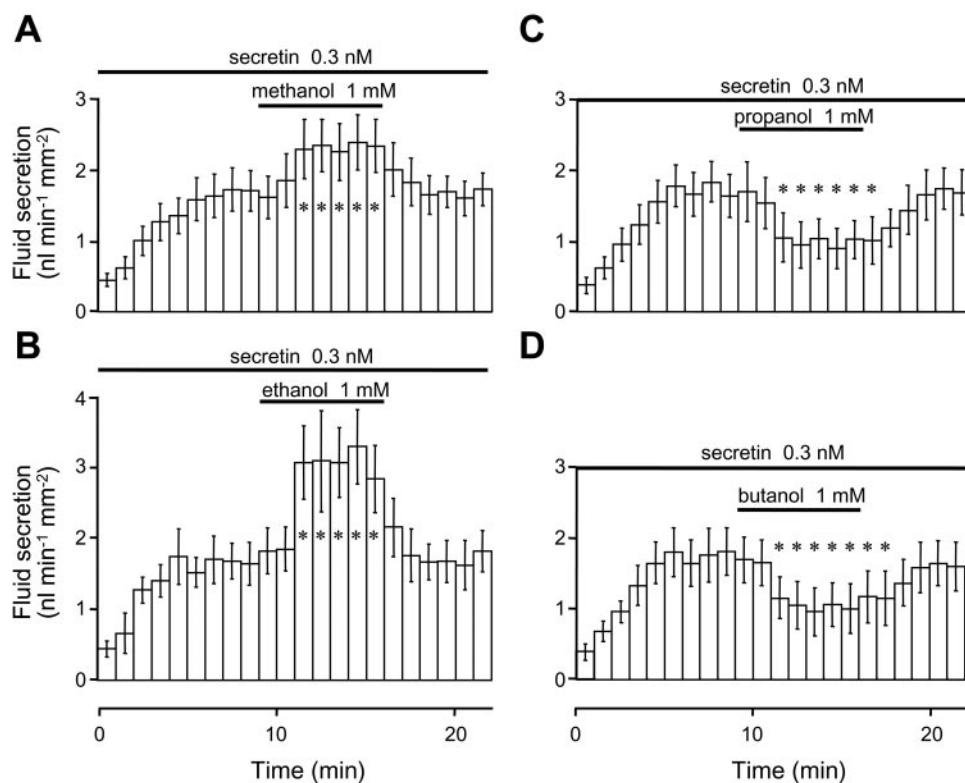 A
secretin 0.3 nM
methanol 1 mM
3
2
1
0
Fluid secretion
(nl min⁻¹ mm⁻²)
*****
B
secretin 0.3 nM
ethanol 1 mM
4
3
2
1
0
Fluid secretion
(nl min⁻¹ mm⁻²)
*****
0 10 20
Time (min)
C
secretin 0.3 nM
propanol 1 mM
3
2
1
0
******
D
secretin 0.3 nM
butanol 1 mM
3
2
1
0
*******
0 10 20
Time (min)